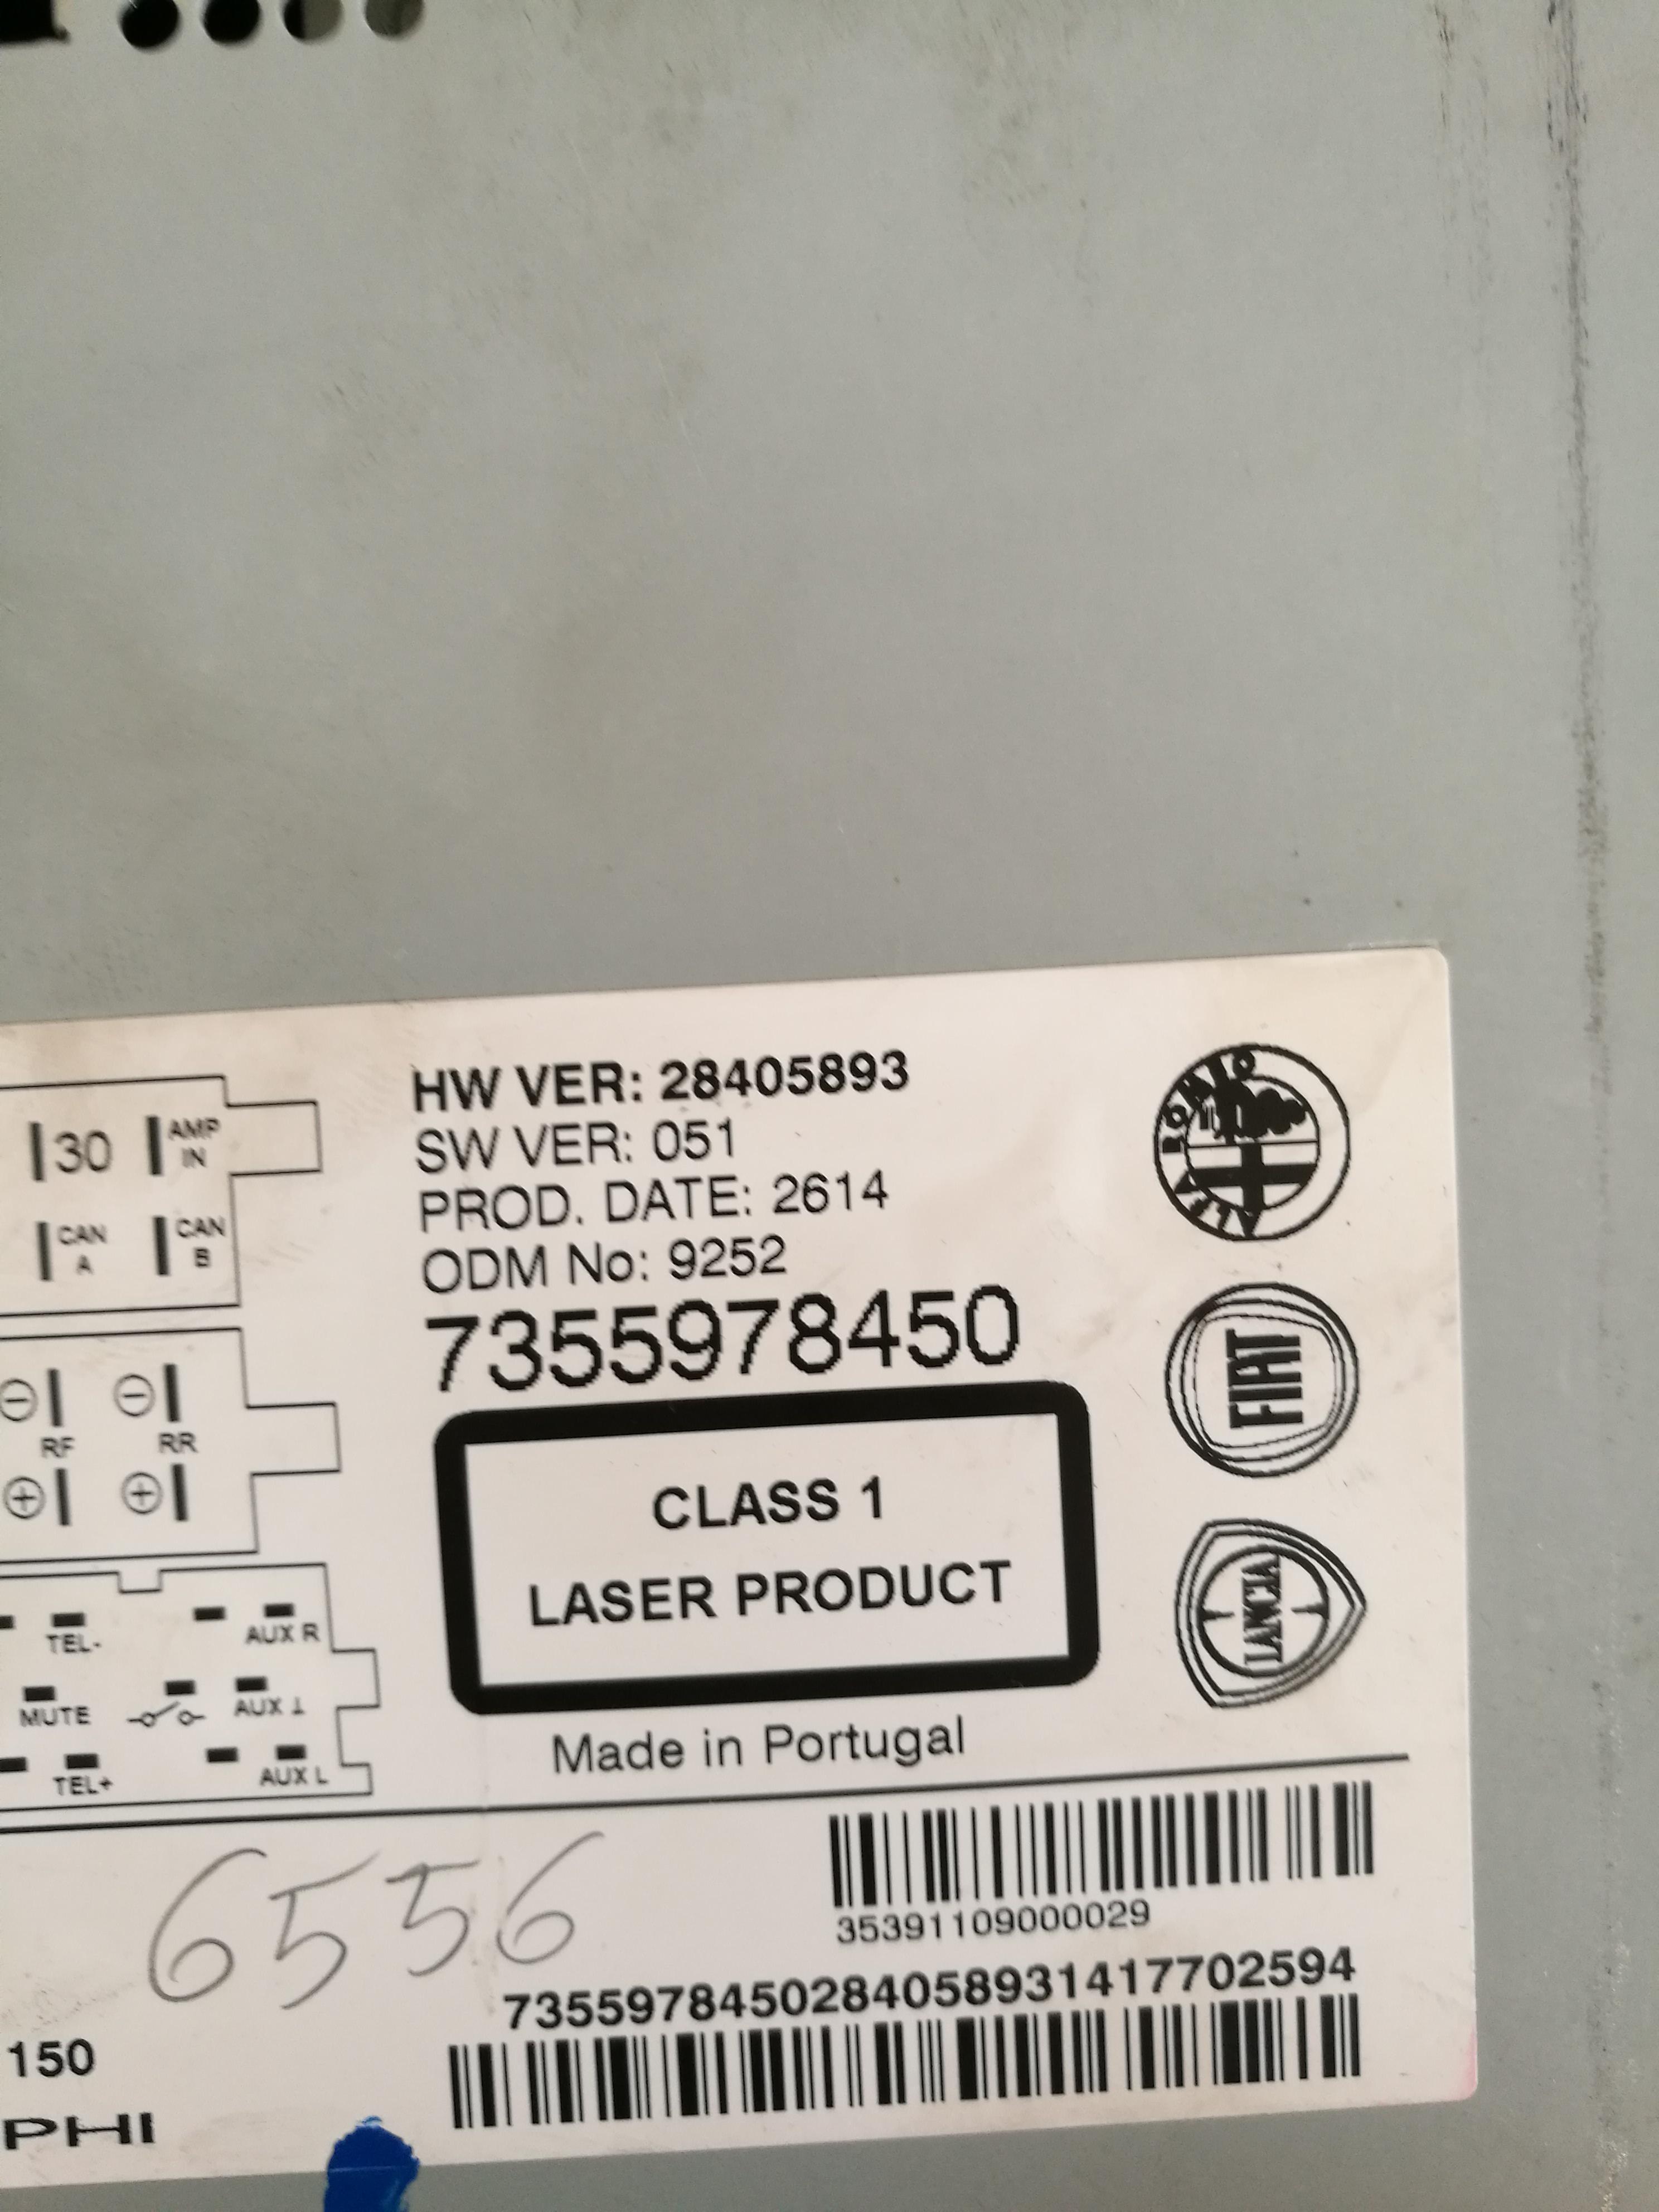 HW VER: 28405893
SW VER: 051
PROD. DATE: 2614
ODM No: 9252
7355978450
CLASS 1
LASER PRODUCT
Made in Portugal
30
AMP IN
CAN A
CAN B
RF
RR
TEL-
AUX R
MUTE
AUX ⊥
TEL+
AUX L
ALFA ROMEO
FIAT
LANCIA
6556
35391109000029
735597845028405893141770 2594
150
PHI